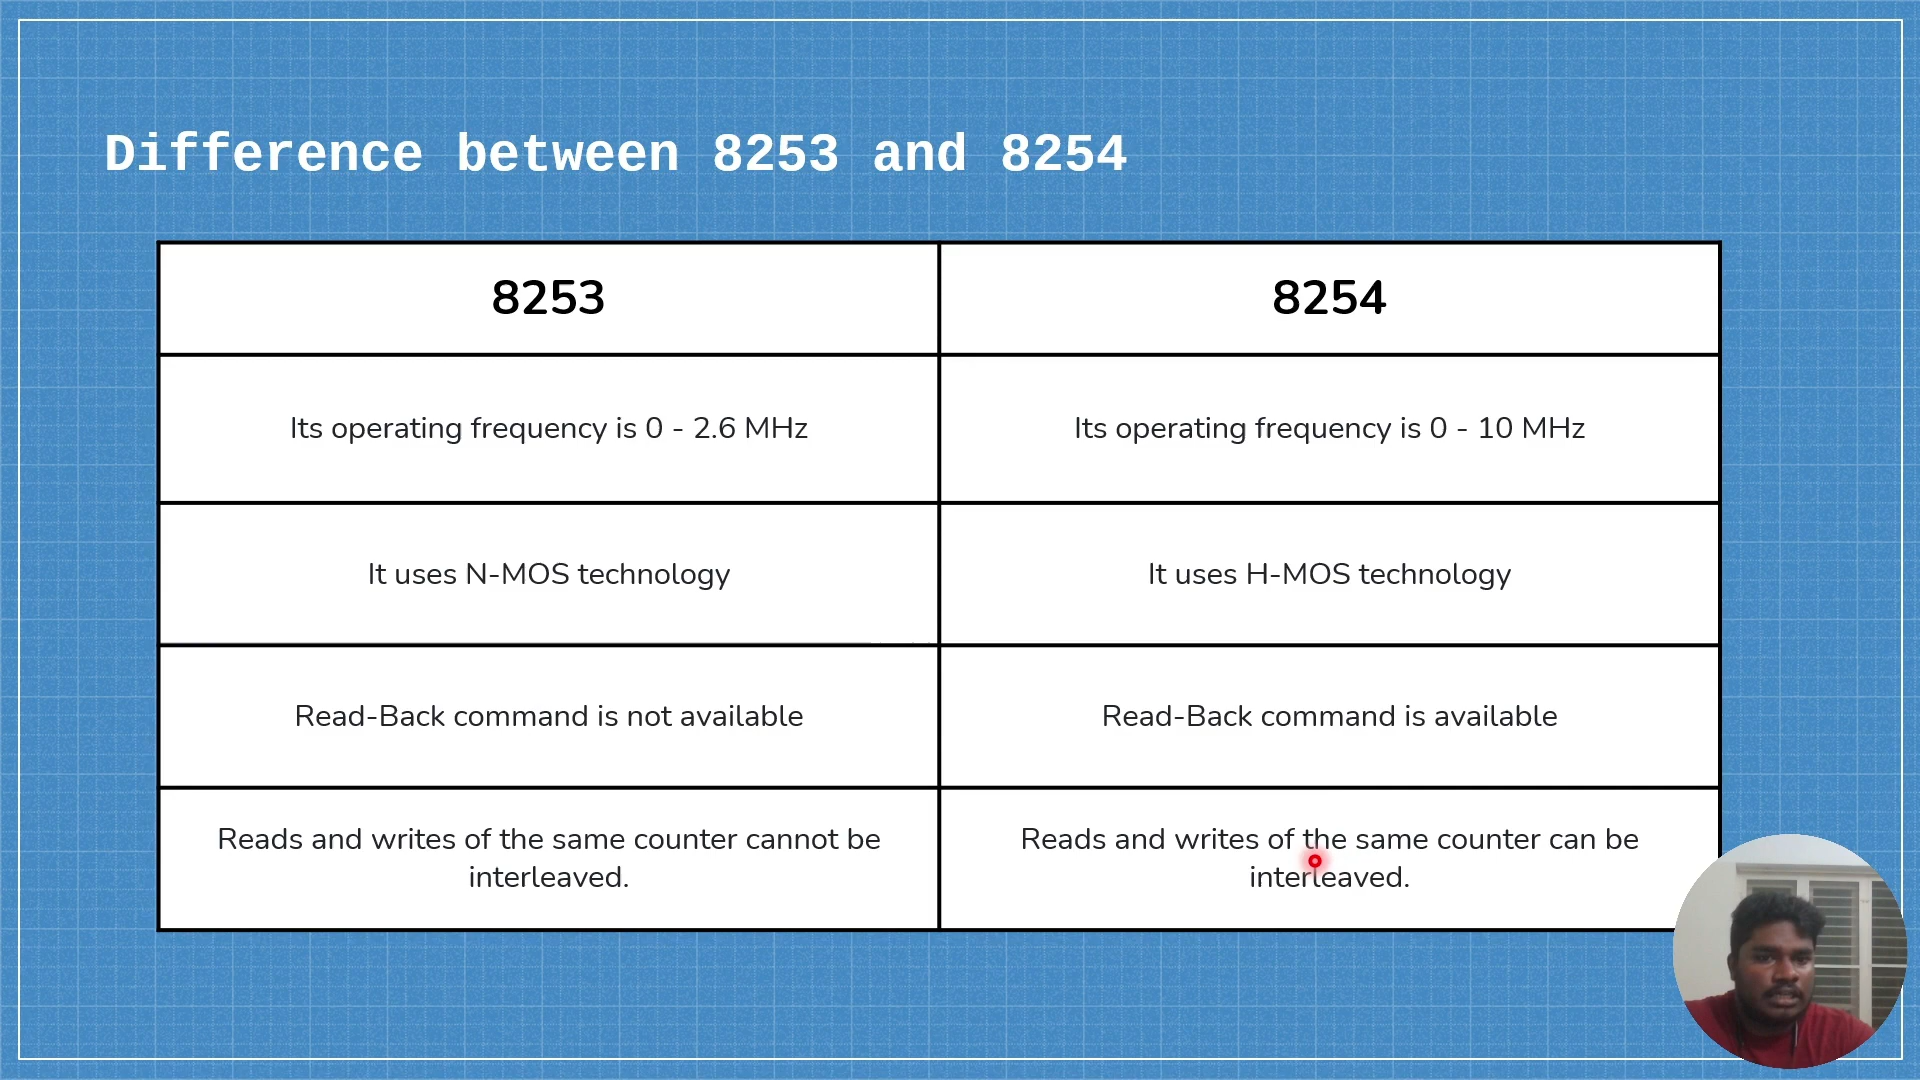 Difference between 8253 and 8254
8253
8254
Its operating frequency is 0 - 2.6 MHz
Its operating frequency is 0 - 10 MHz
It uses N-MOS technology
It uses H-MOS technology
Read-Back command is not available
Read-Back command is available
Reads and writes of the same counter cannot be
interleaved.
Reads and writes of the same counter can be
interleaved.